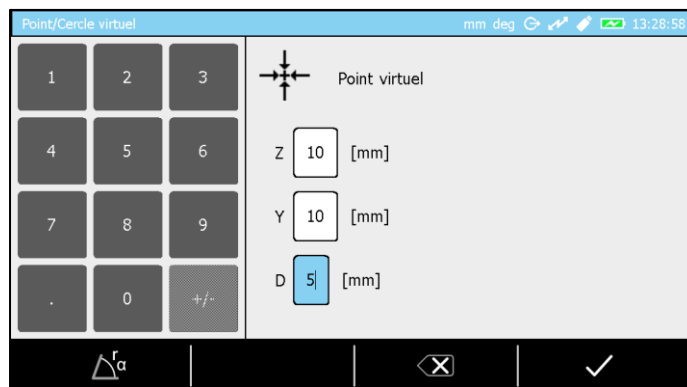 Point/Cercle virtuel mm deg 13:28:58
1 2 3
Point virtuel
4 5 6
Z 10 [mm]
7 8 9
Y 10 [mm]
. 0 +/-
D 5 [mm]
r α